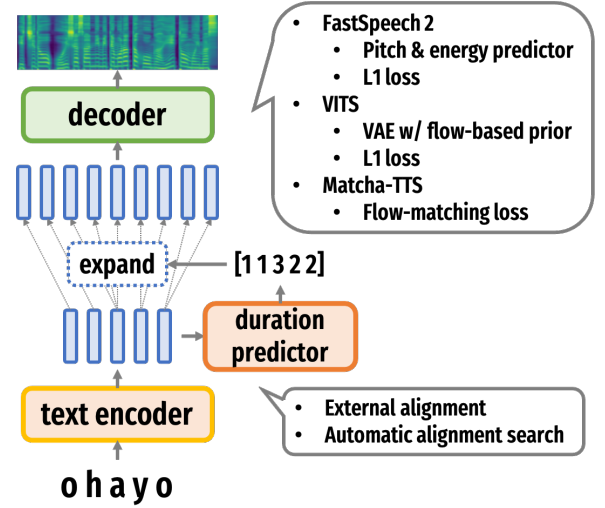 • FastSpeech 2
• Pitch & energy predictor
• L1 loss
• VITS
• VAE w/ flow-based prior
• L1 loss
• Matcha-TTS
• Flow-matching loss
decoder
expand
[1 1 3 2 2]
duration
predictor
text encoder
• External alignment
• Automatic alignment search
o h a y o